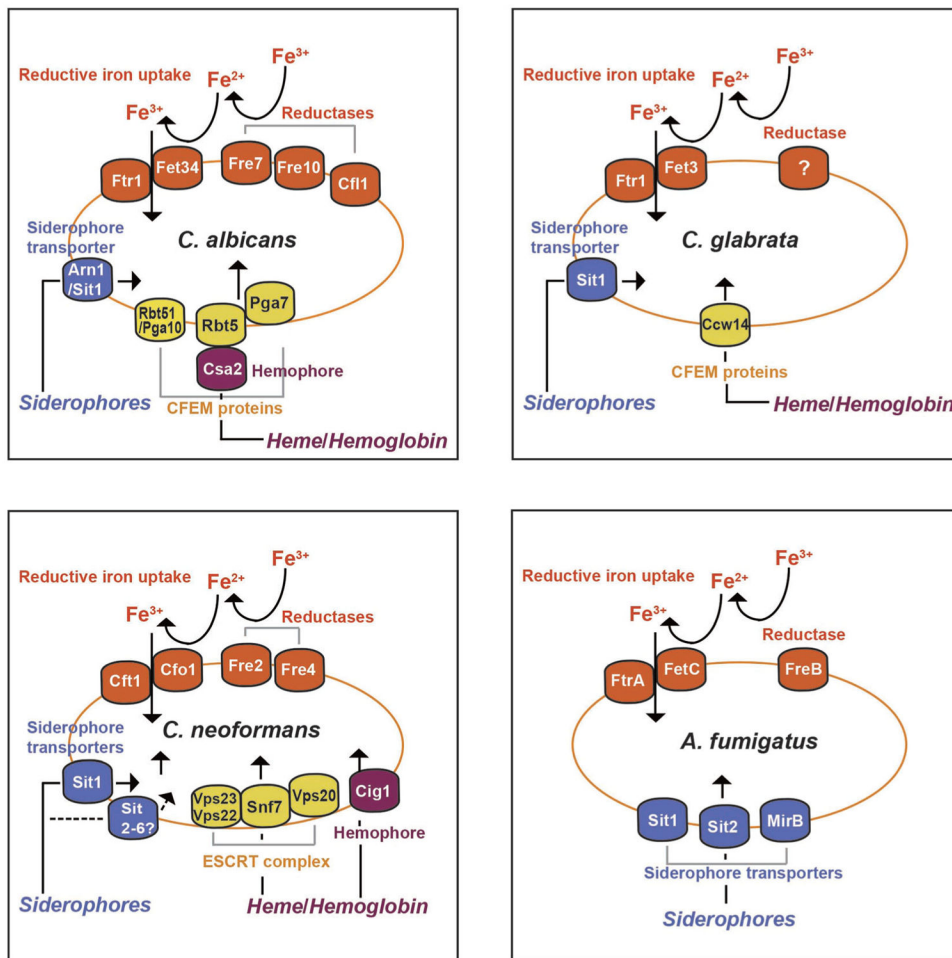 Fe3+
Reductive iron uptake
Fe2+
Fe3+
Reductases
Ftr1
Fet34
Fre7
Fre10
Cfl1
Siderophore
transporter
C. albicans
Arn1
/Sit1
Rbt51
/Pga10
Rbt5
Pga7
Csa2
Hemophore
Siderophores
CFEM proteins
Heme/Hemoglobin
Fe3+
Reductive iron uptake
Fe2+
Fe3+
Reductase
Ftr1
Fet3
?
Siderophore
transporter
C. glabrata
Sit1
Ccw14
CFEM proteins
Siderophores
Heme/Hemoglobin
Fe3+
Reductive iron uptake
Fe2+
Fe3+
Reductases
Cft1
Cfo1
Fre2
Fre4
Siderophore
transporters
C. neoformans
Sit1
Sit
2-6?
Vps23
Vps22
Snf7
Vps20
Cig1
Hemophore
ESCRT complex
Siderophores
Heme/Hemoglobin
Fe3+
Reductive iron uptake
Fe2+
Fe3+
Reductase
FtrA
FetC
FreB
A. fumigatus
Sit1
Sit2
MirB
Siderophore transporters
Siderophores